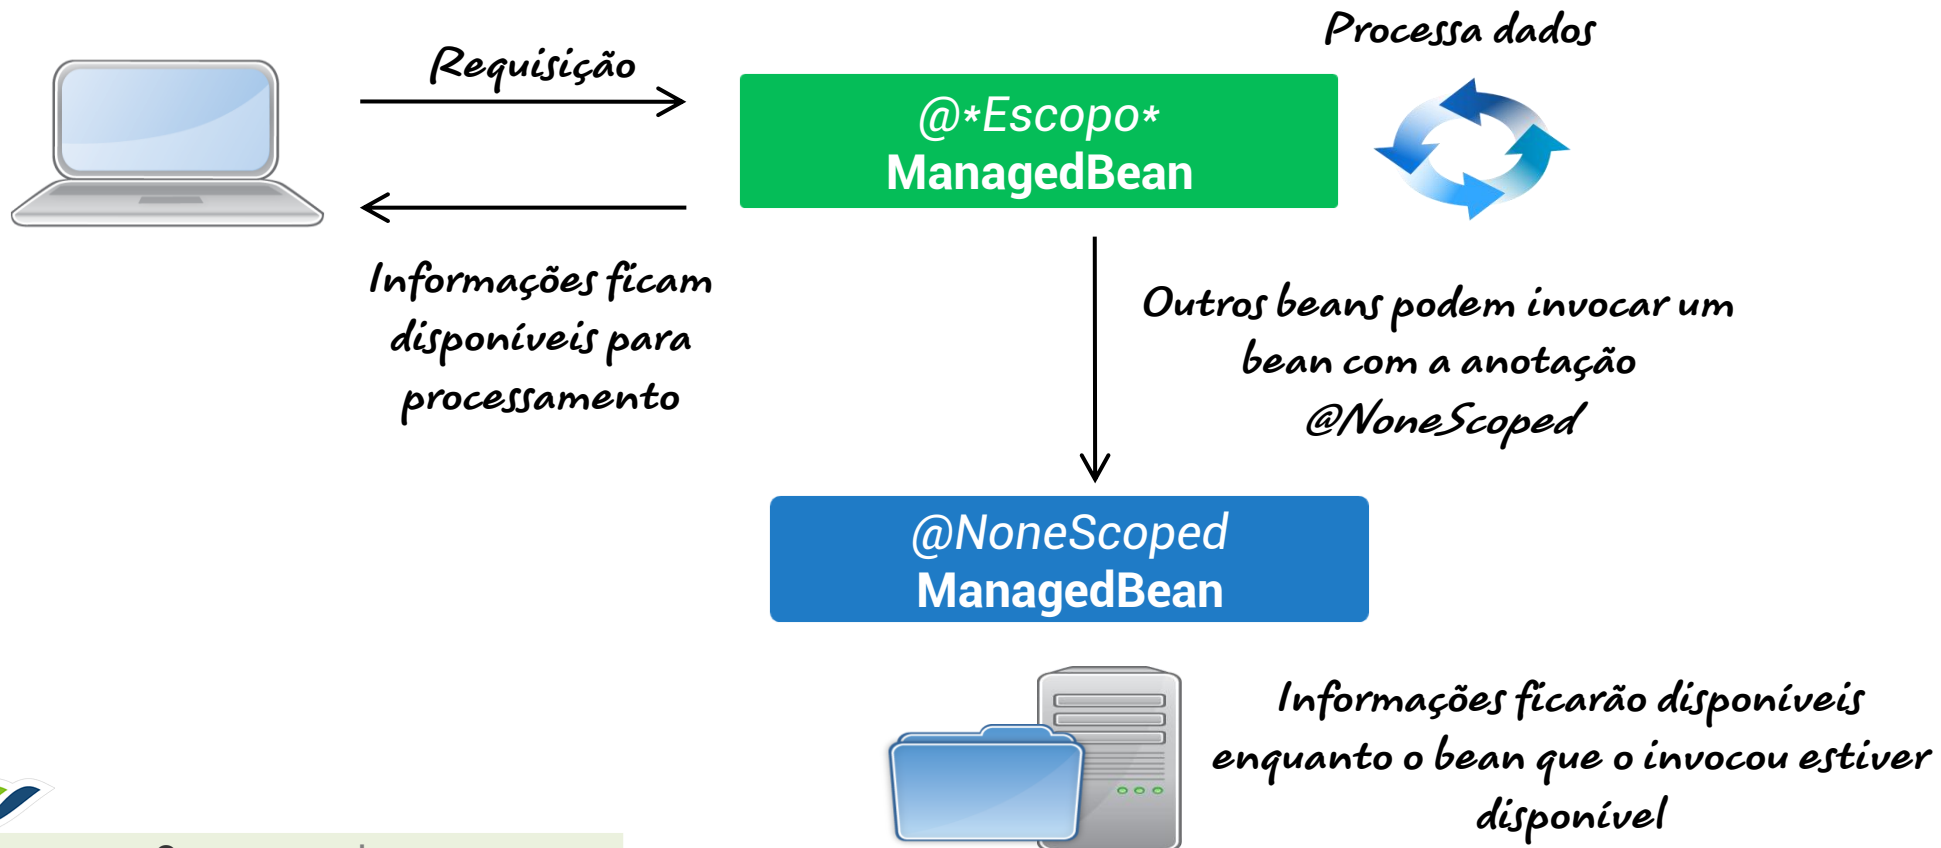 Processa dados
Requisição
@*Escopo*
ManagedBean
Informações ficam
disponíveis para
processamento
Outros beans podem invocar um
bean com a anotação
@NoneScoped
@NoneScoped
ManagedBean
Informações ficarão disponíveis
enquanto o bean que o invocou estiver
disponível